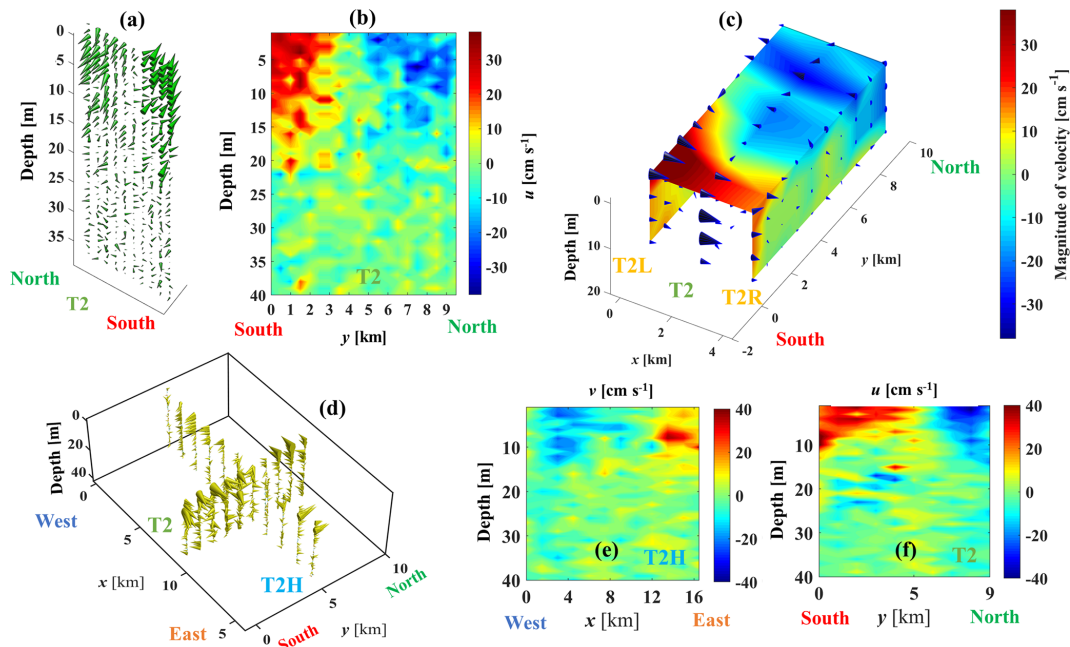 (a)
Depth [m]
0
5
10
15
20
25
30
35
North
T2
South
(b)
Depth [m]
0
5
10
15
20
25
30
35
40
0 1 2 3 4 5 6 7 8 9
T2
South
y [km]
North
30
20
10
0
-10
-20
-30
u [cm s-1]
(c)
Depth [m]
0
10
20
T2L
T2
T2R
0
2
4
x [km]
-2
0
2
4
6
8
10
y [km]
South
North
30
20
10
0
-10
-20
-30
Magnitude of velocity [cm s-1]
(d)
Depth [m]
0
20
40
0
West
T2
5
x [km]
10
T2H
East
5
0
South
5
y [km]
10
North
v [cm s-1]
Depth [m]
10
20
30
40
(e)
T2H
0 4 8 12 16
West
x [km]
East
40
20
0
-20
-40
u [cm s-1]
Depth [m]
10
20
30
40
(f)
T2
0 5 9
South
y [km]
North
40
20
0
-20
-40